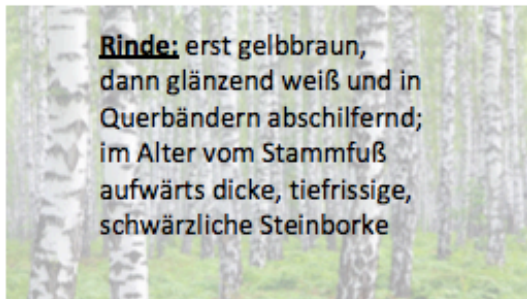 Rinde: erst gelbbraun,
dann glänzend weiß und in
Querbändern abschilfernd;
im Alter vom Stammfuß
aufwärts dicke, tiefrissige,
schwärzliche Steinborke